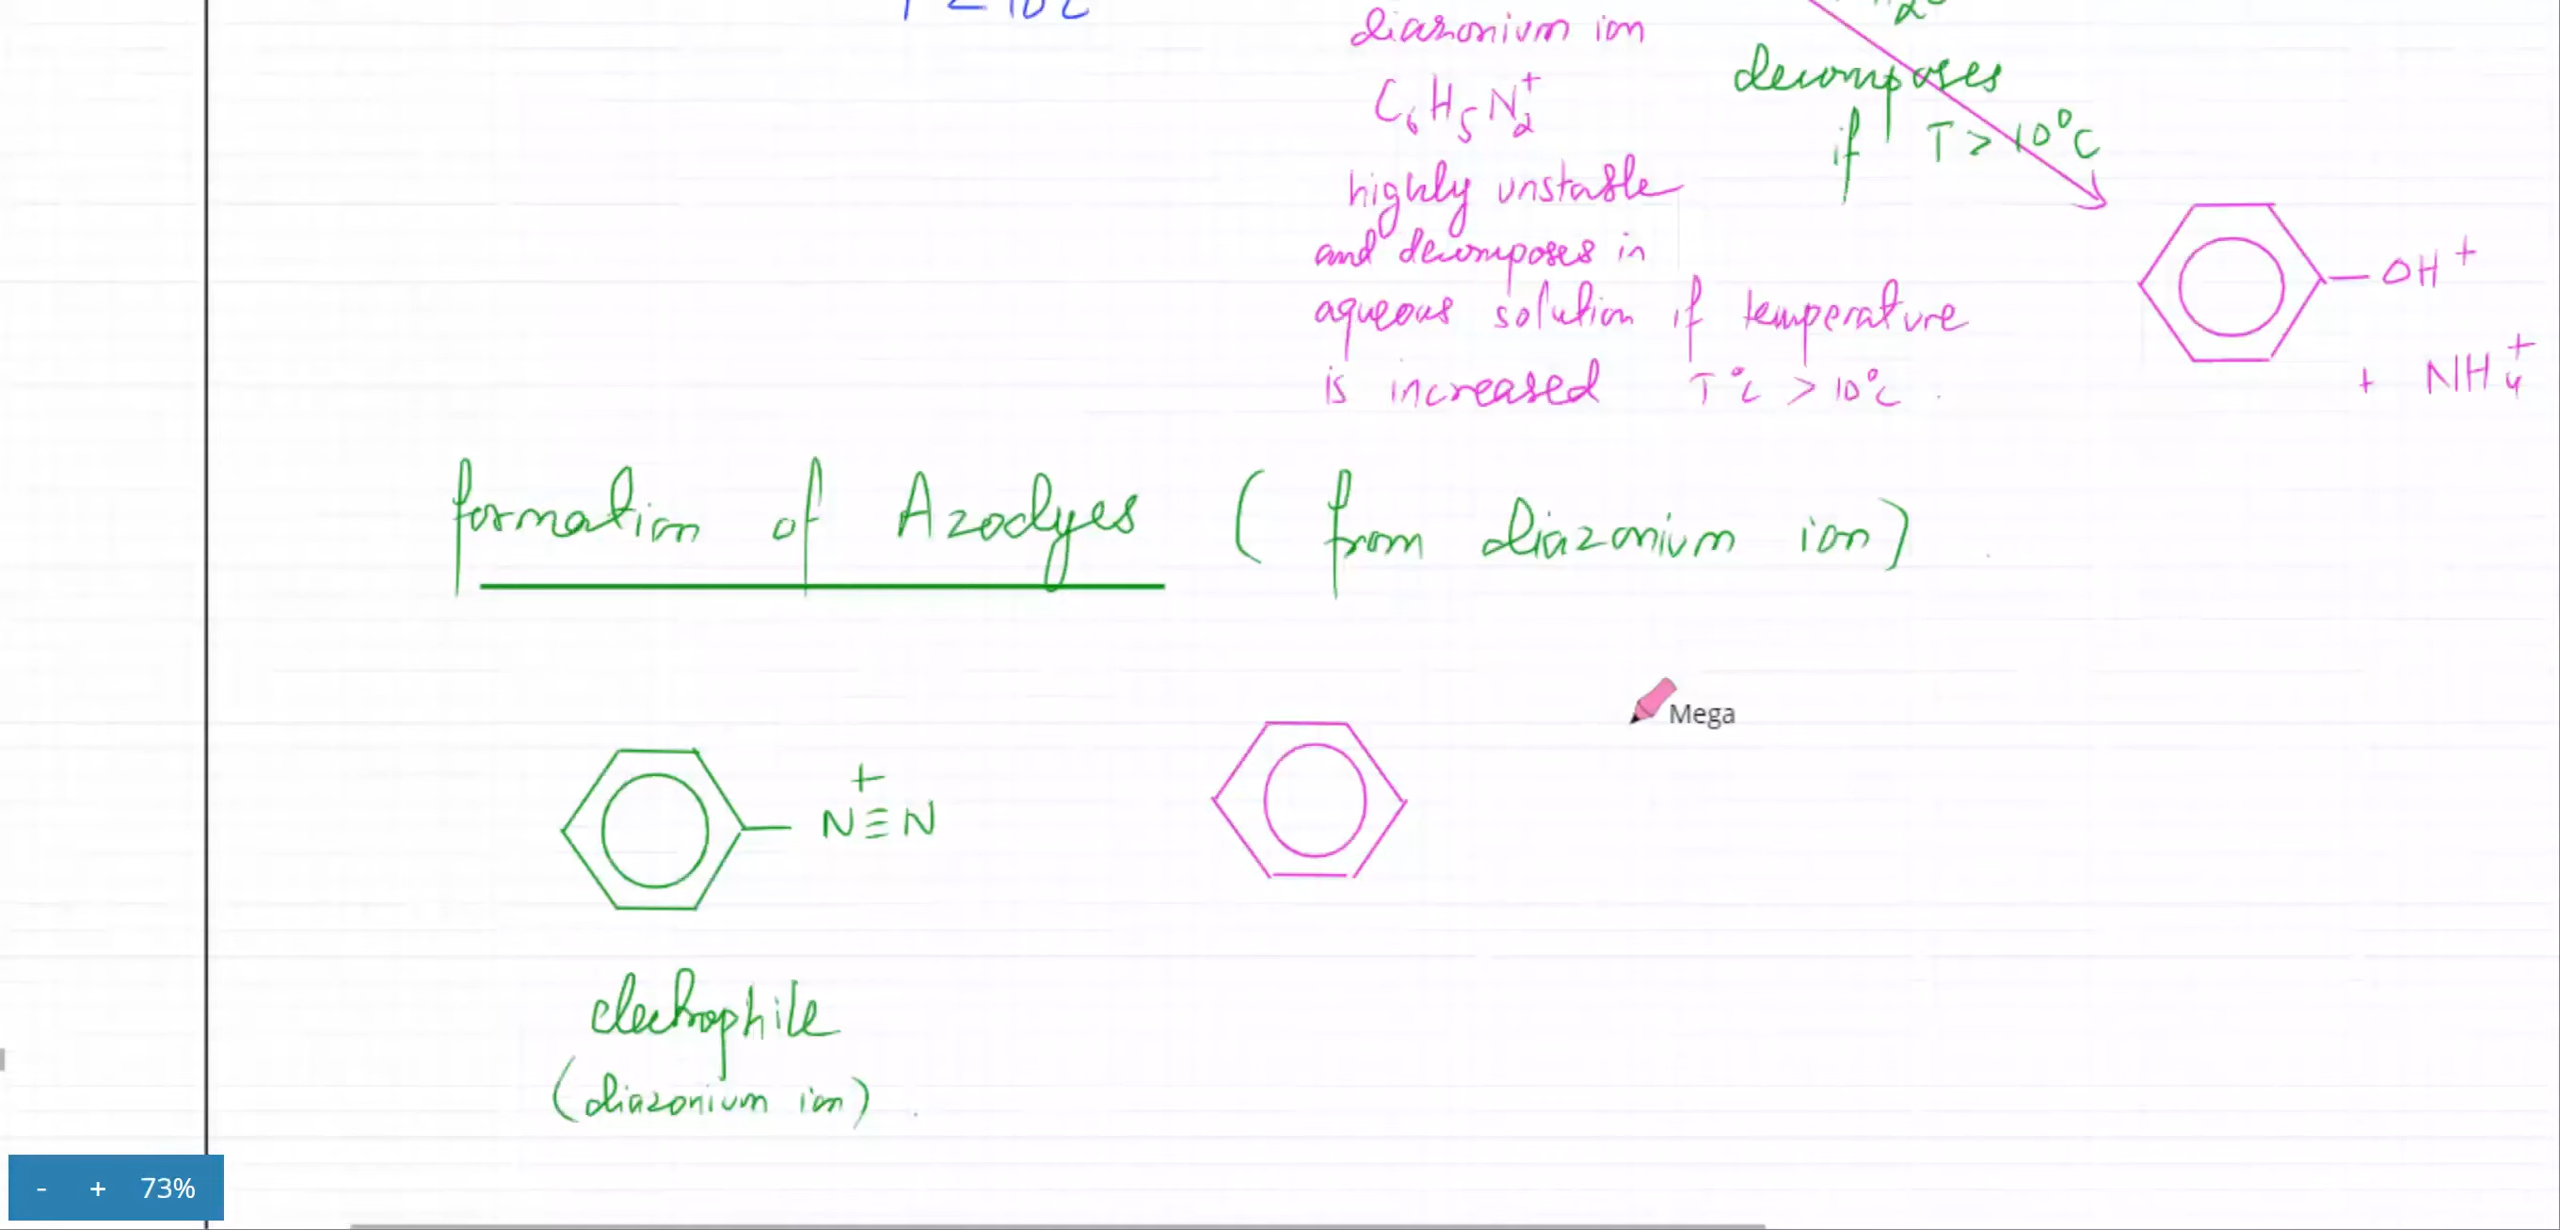 diazonium ion
C₆H₅N₂⁺
highly unstable
and decomposes in
aqueous solution if temperature
is increased T°C > 10°C
decomposes
if T > 10°C
OH +
+ NH₄⁺
formation of Azodyes ( from diazonium ion)
Mega
+
N≡N
electrophile
(diazonium ion)
- + 73%